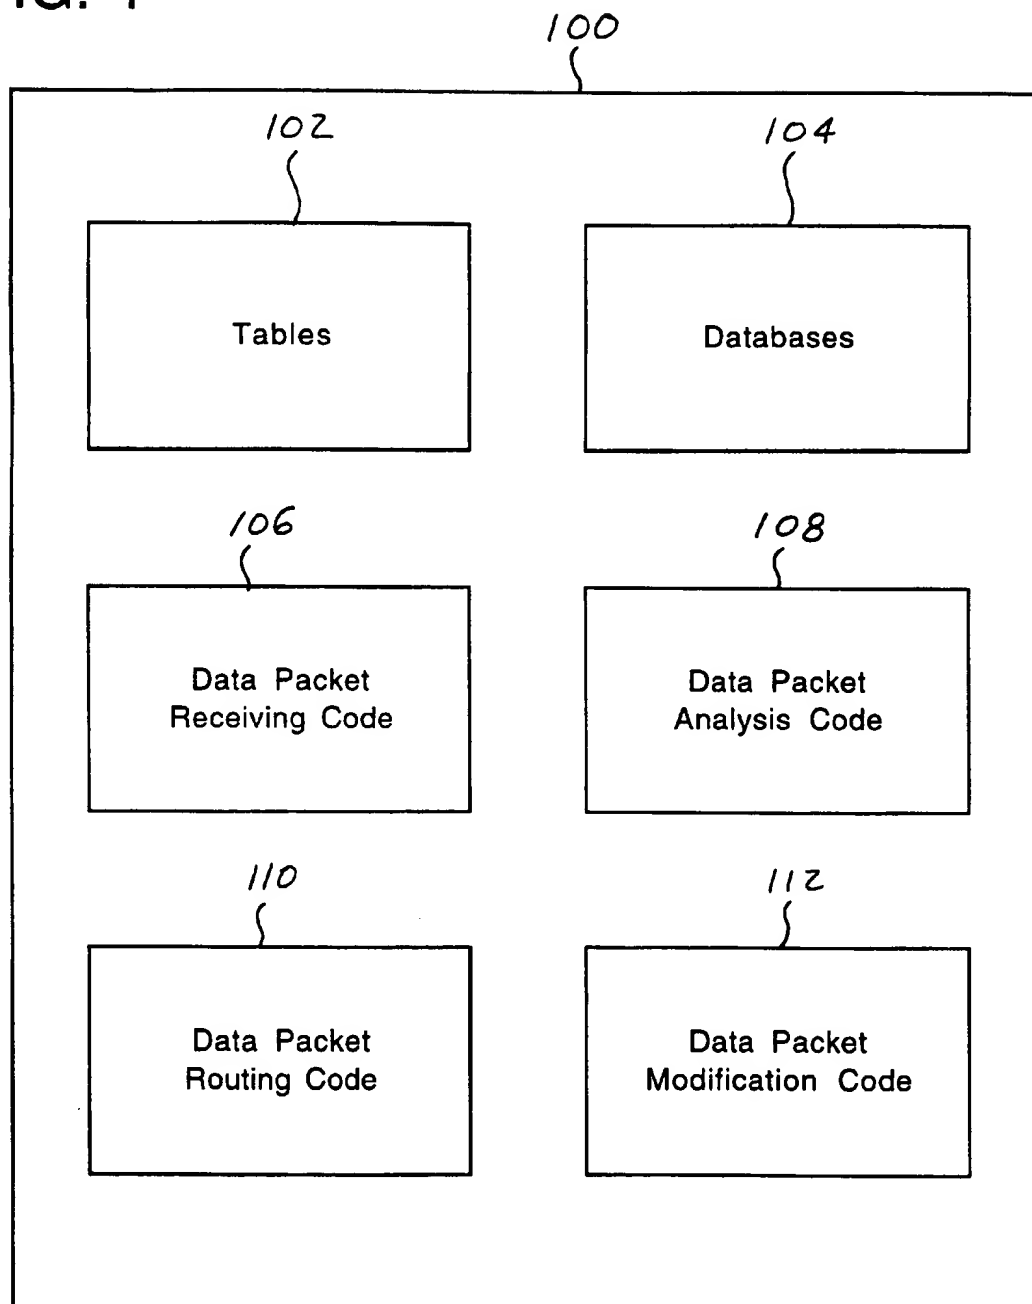 100
102
104
Tables
Databases
106
108
Data Packet
Receiving Code
Data Packet
Analysis Code
110
112
Data Packet
Routing Code
Data Packet
Modification Code